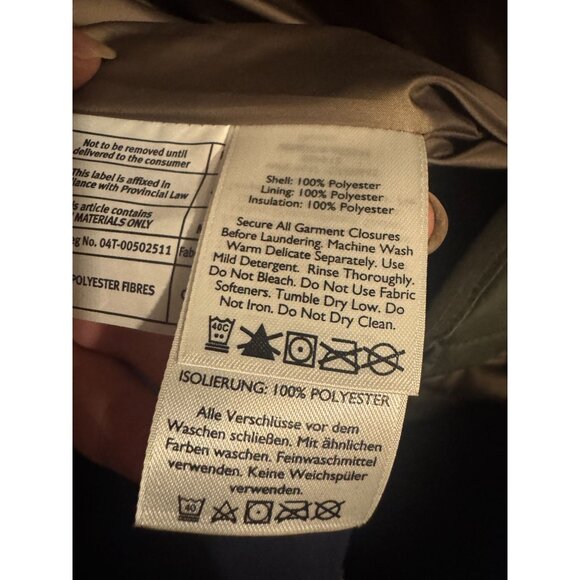 Not to be removed until
delivered to the consumer
This label is affixed in
ance with Provincial Law
is article contains
MATERIALS ONLY
eg No. 04T-00502511
Fab
POLYESTER FIBRES
Shell: 100% Polyester
Lining: 100% Polyester
Insulation: 100% Polyester
Secure All Garment Closures
Before Laundering. Machine Wash
Warm Delicate Separately. Use
Mild Detergent. Rinse Thoroughly.
Do Not Bleach. Do Not Use Fabric
Softeners. Tumble Dry Low. Do
Not Iron. Do Not Dry Clean.
40C
ISOLIERUNG: 100% POLYESTER
Alle Verschlüsse vor dem
Waschen schließen. Mit ähnlichen
Farben waschen. Feinwaschmittel
verwenden. Keine Weichspüler
verwenden.
40